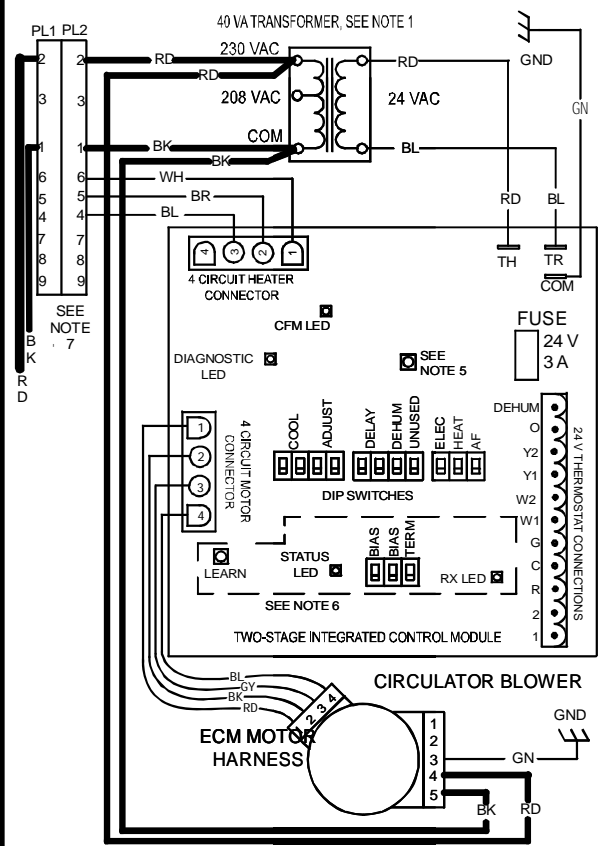 40 VA TRANSFORMER, SEE NOTE 1
PL1 PL2
230 VAC
2 2 RD RD
RD
GND
3 3
208 VAC
24 VAC
GN
COM
1 1 BK BL
BK
6 6 WH
5 5 BR
4 4 BL
RD BL
7 7
8 8
9 9
4 3 2 1
TH TR
COM
4 CIRCUIT HEATER
CONNECTOR
SEE
NOTE
7
B
K
R
D
CFM LED
FUSE
24 V
3 A
DIAGNOSTIC
LED
SEE
NOTE 5
COOL
ADJUST
DELAY
DEHUM
UNUSED
ELEC
HEAT
AF
DIP SWITCHES
1
2
3
4
4 CIRCUIT MOTOR
CONNECTOR
DEHUM
O
Y2
Y1
W2
W1
G
C
R
2
1
24 V THERMOSTAT CONNECTIONS
LEARN
STATUS
LED
BIAS
BIAS
TERM
RX LED
SEE NOTE 6
TWO-STAGE INTEGRATED CONTROL MODULE
BL
GY
BK
RD
1 2 3 4
CIRCULATOR BLOWER
ECM MOTOR
HARNESS
1
2
3
4
5
GND
GN
BK RD